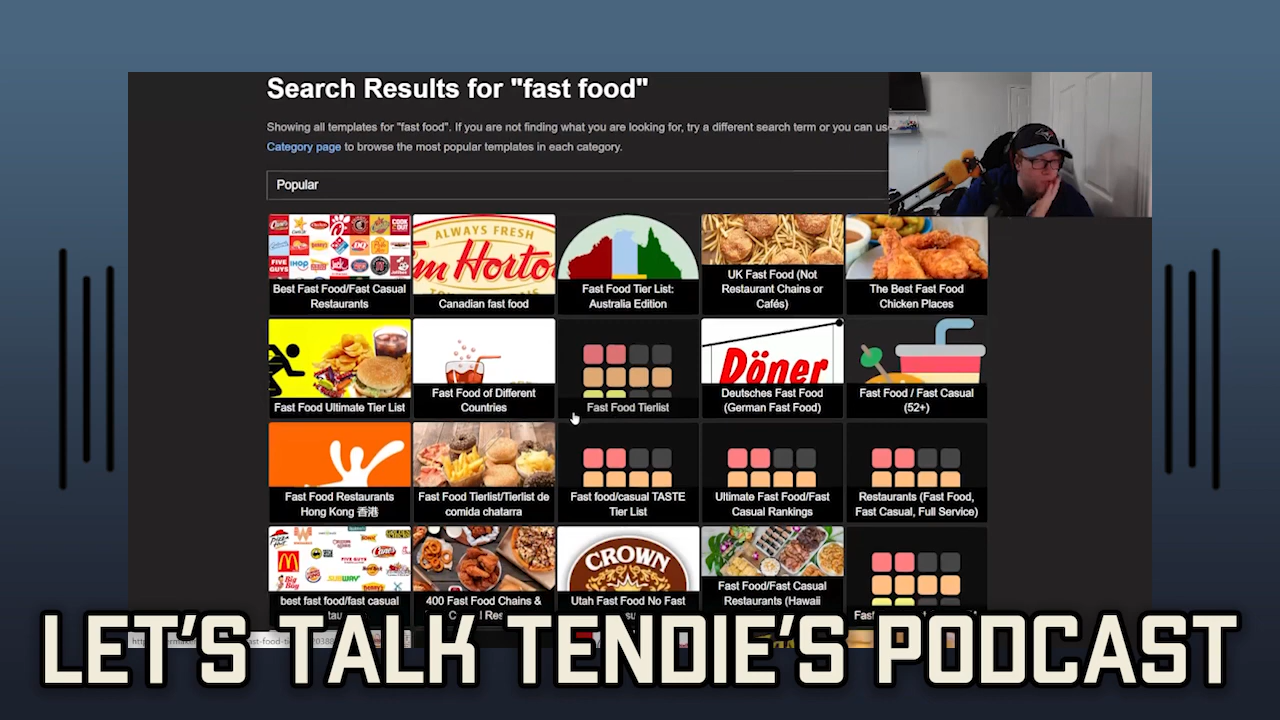 Search Results for "fast food"
Showing all templates for "fast food". If you are not finding what you are looking for, try a different search term or you can us
Category page to browse the most popular templates in each category.
Popular
Best Fast Food/Fast Casual
Restaurants
ALWAYS FRESH
Canadian fast food
Fast Food Tier List:
Australia Edition
UK Fast Food (Not
Restaurant Chains or
Cafés)
The Best Fast Food
Chicken Places
Fast Food Ultimate Tier List
Fast Food of Different
Countries
Fast Food Tierlist
Döner
Deutsches Fast Food
(German Fast Food)
Fast Food / Fast Casual
(52+)
Fast Food Restaurants
Hong Kong 香港
Fast Food Tierlist/Tierlist de
comida chatarra
Fast food/casual TASTE
Tier List
Ultimate Fast Food/Fast
Casual Rankings
Restaurants (Fast Food,
Fast Casual, Full Service)
best fast food/fast casual
400 Fast Food Chains &
CROWN
Utah Fast Food No Fast
Fast Food/Fast Casual
Restaurants (Hawaii
LET'S TALK TENDIE'S PODCAST